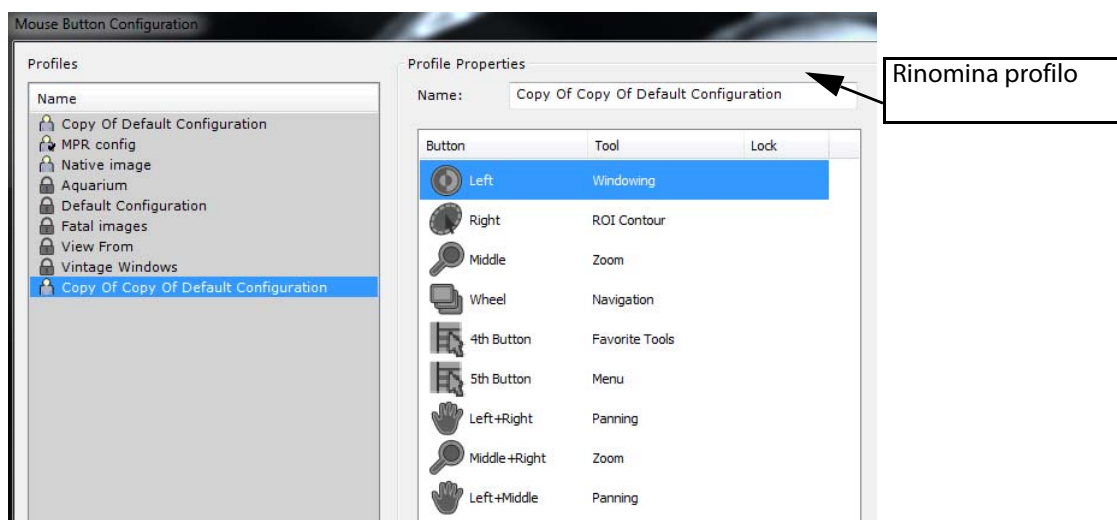 Mouse Button Configuration
Profiles
Name
Copy Of Default Configuration
MPR config
Native image
Aquarium
Default Configuration
Fatal images
View From
Vintage Windows
Copy Of Copy Of Default Configuration
Profile Properties
Name: Copy Of Copy Of Default Configuration
Button Tool Lock
Left Windowing
Right ROI Contour
Middle Zoom
Wheel Navigation
4th Button Favorite Tools
5th Button Menu
Left+Right Panning
Middle+Right Zoom
Left+Middle Panning
Rinomina profilo